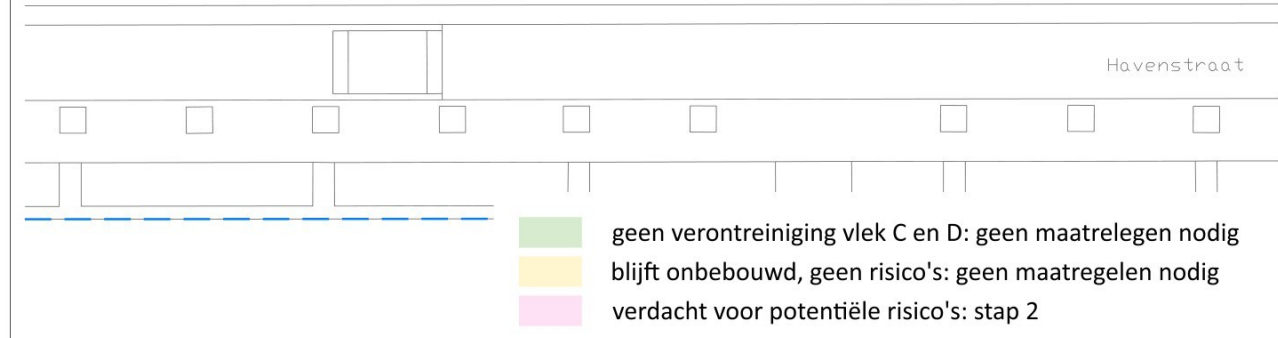 Havenstraat
geen verontreiniging vlek C en D: geen maatrelegen nodig
blijft onbebouwd, geen risico's: geen maatregelen nodig
verdacht voor potentiële risico's: stap 2